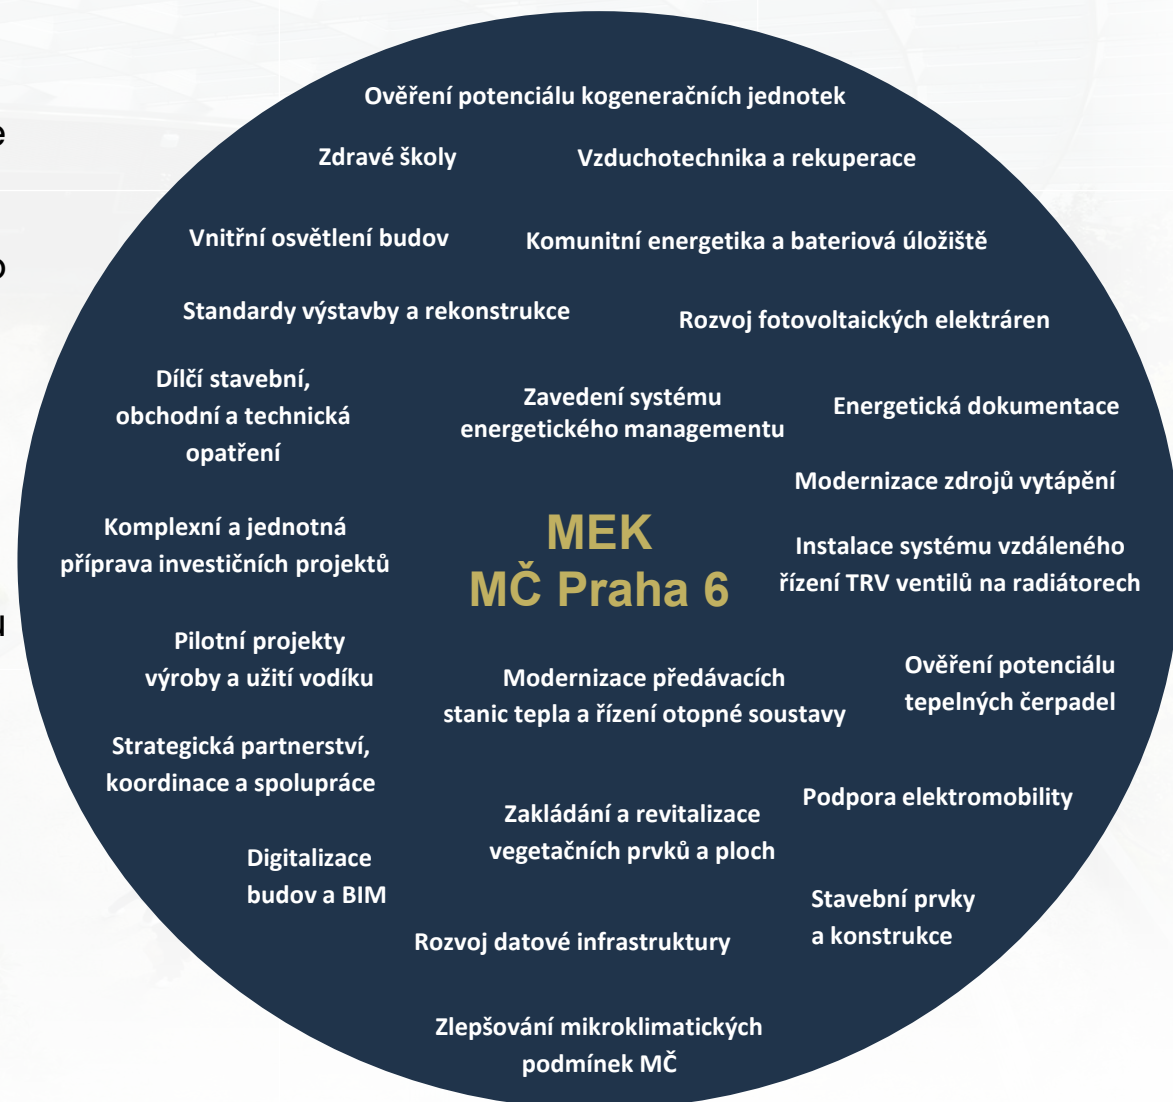 Ověření potenciálu kogeneračních jednotek
Zdravé školy
Vzduchotechnika a rekuperace
Vnitřní osvětlení budov
Komunitní energetika a bateriová úložiště
Standardy výstavby a rekonstrukce
Rozvoj fotovoltaických elektráren
Dílčí stavební,
obchodní a technická
opatření
Zavedení systému
energetického managementu
Energetická dokumentace
Modernizace zdrojů vytápění
Komplexní a jednotná
příprava investičních projektů
MEK
MČ Praha 6
Instalace systému vzdáleného
řízení TRV ventilů na radiátorech
Pilotní projekty
výroby a užití vodíku
Modernizace předávacích
stanic tepla a řízení otopné soustavy
Ověření potenciálu
tepelných čerpadel
Strategická partnerství,
koordinace a spolupráce
Zakládání a revitalizace
vegetačních prvků a ploch
Podpora elektromobility
Digitalizace
budov a BIM
Stavební prvky
a konstrukce
Rozvoj datové infrastruktury
Zlepšování mikroklimatických
podmínek MČ